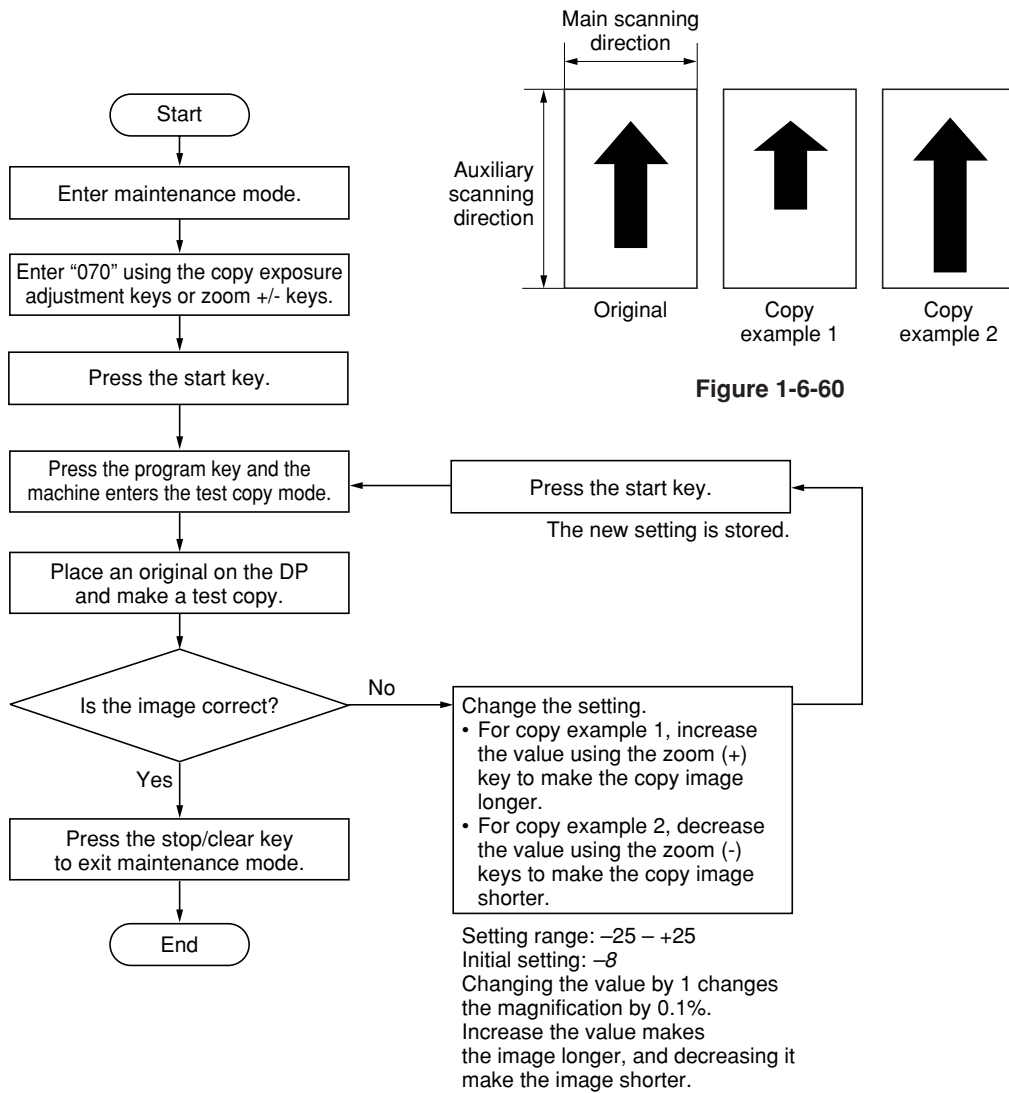 Start
Enter maintenance mode.
Enter “070” using the copy exposure
adjustment keys or zoom +/- keys.
Press the start key.
Press the program key and the
machine enters the test copy mode.
Place an original on the DP
and make a test copy.
Is the image correct?
No
Yes
Press the stop/clear key
to exit maintenance mode.
End
Main scanning
direction
Auxiliary
scanning
direction
Original
Copy
example 1
Copy
example 2
Figure 1-6-60
Press the start key.
The new setting is stored.
Change the setting.
• For copy example 1, increase
the value using the zoom (+)
key to make the copy image
longer.
• For copy example 2, decrease
the value using the zoom (-)
keys to make the copy image
shorter.
Setting range: –25 – +25
Initial setting: –8
Changing the value by 1 changes
the magnification by 0.1%.
Increase the value makes
the image longer, and decreasing it
make the image shorter.